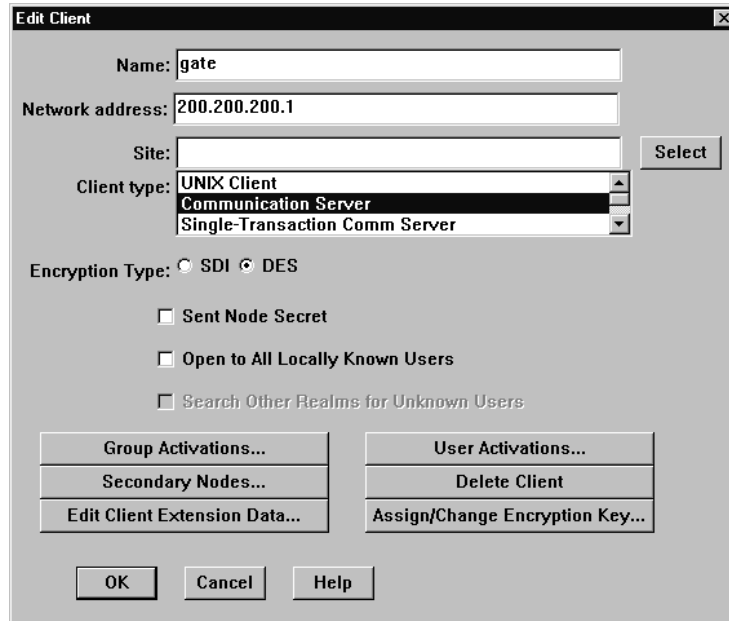 Edit Client
Name: gate
Network address: 200.200.200.1
Site: Select
Client type: UNIX Client
Communication Server
Single-Transaction Comm Server
Encryption Type: SDI DES
Sent Node Secret
Open to All Locally Known Users
Search Other Realms for Unknown Users
Group Activations... User Activations...
Secondary Nodes... Delete Client
Edit Client Extension Data... Assign/Change Encryption Key...
OK Cancel Help